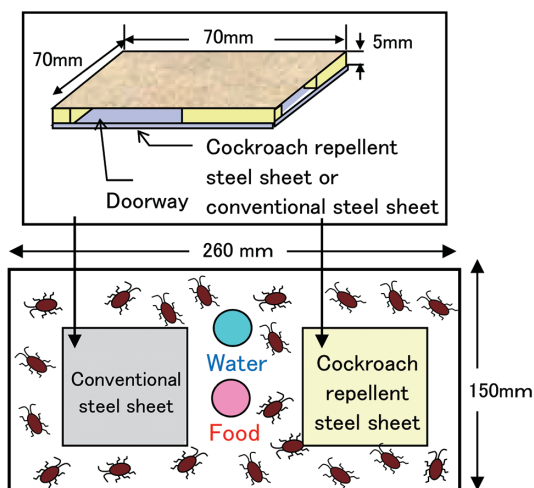 70mm
5mm
70mm
Cockroach repellent
steel sheet or
conventional steel sheet
Doorway
260 mm
Water
Food
Conventional
steel sheet
Cockroach
repellent
steel sheet
150mm